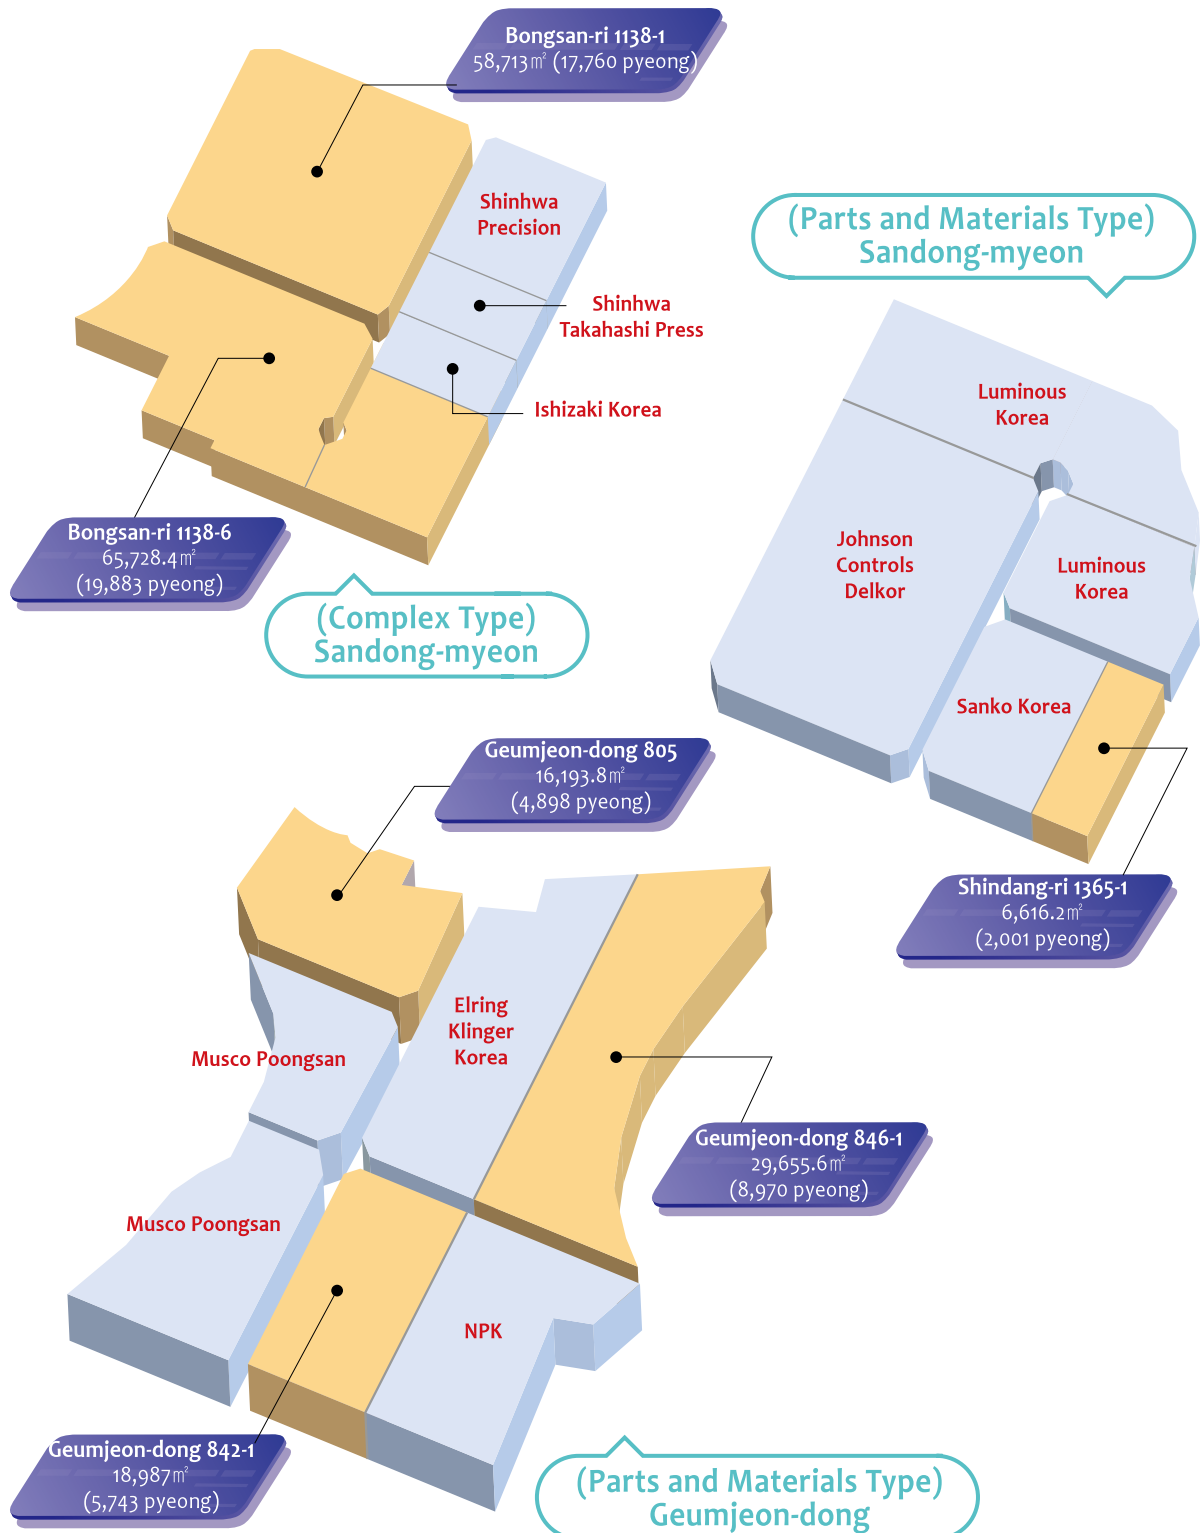 Bongsan-ri 1138-1
58,713㎡ (17,760 pyeong)
Shinhwa
Precision
Shinhwa
Takahashi Press
Ishizaki Korea
Bongsan-ri 1138-6
65,728.4㎡
(19,883 pyeong)
(Complex Type)
Sandong-myeon
(Parts and Materials Type)
Sandong-myeon
Luminous
Korea
Johnson
Controls
Delkor
Luminous
Korea
Sanko Korea
Shindang-ri 1365-1
6,616.2㎡
(2,001 pyeong)
Geumjeon-dong 805
16,193.8㎡
(4,898 pyeong)
Elring
Klinger
Korea
Musco Poongsan
Geumjeon-dong 846-1
29,655.6㎡
(8,970 pyeong)
Musco Poongsan
NPK
Geumjeon-dong 842-1
18,987㎡
(5,743 pyeong)
(Parts and Materials Type)
Geumjeon-dong